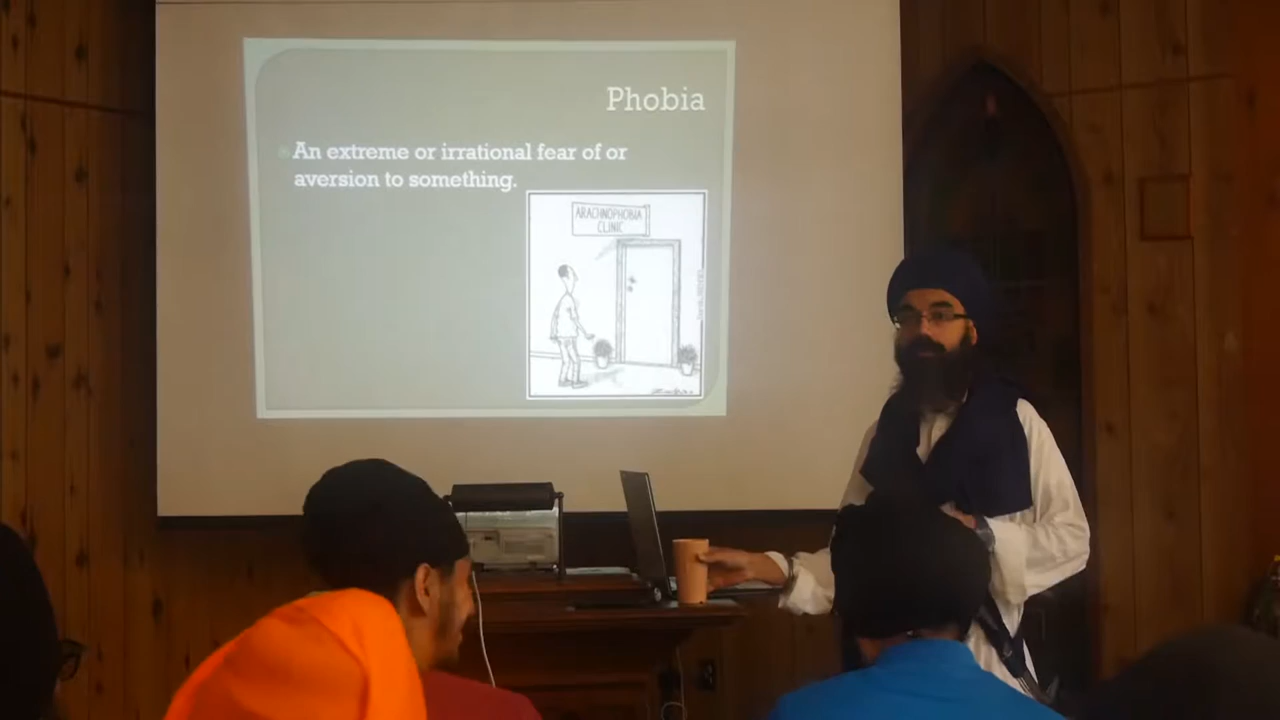 Phobia
An extreme or irrational fear of or
aversion to something.
ARACHNOPHOBIA
CLINIC